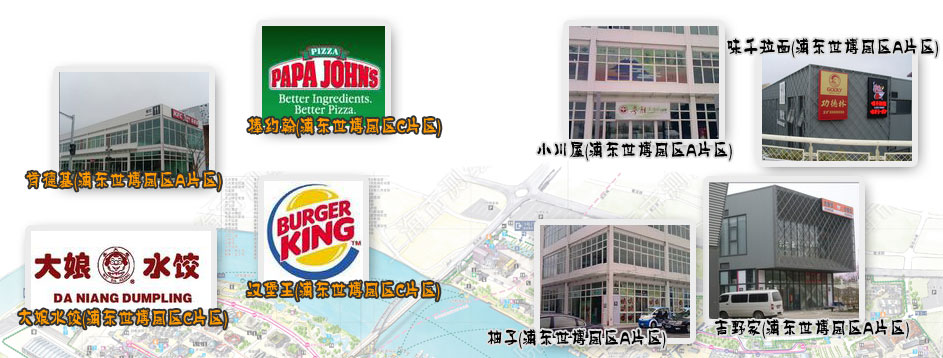 PIZZA
PAPA JOHN'S
Better Ingredients.
Better Pizza.
棒约翰(浦东世博园区C片区)
肯德基(浦东世博园区A片区)
大娘 水饺
DA NIANG DUMPLING
大娘水饺(浦东世博园区C片区)
BURGER
KING
汉堡王(浦东世博园区C片区)
小川屋(浦东世博园区A片区)
味千拉面(浦东世博园区A片区)
功德林
柚子(浦东世博园区A片区)
吉野家(浦东世博园区A片区)